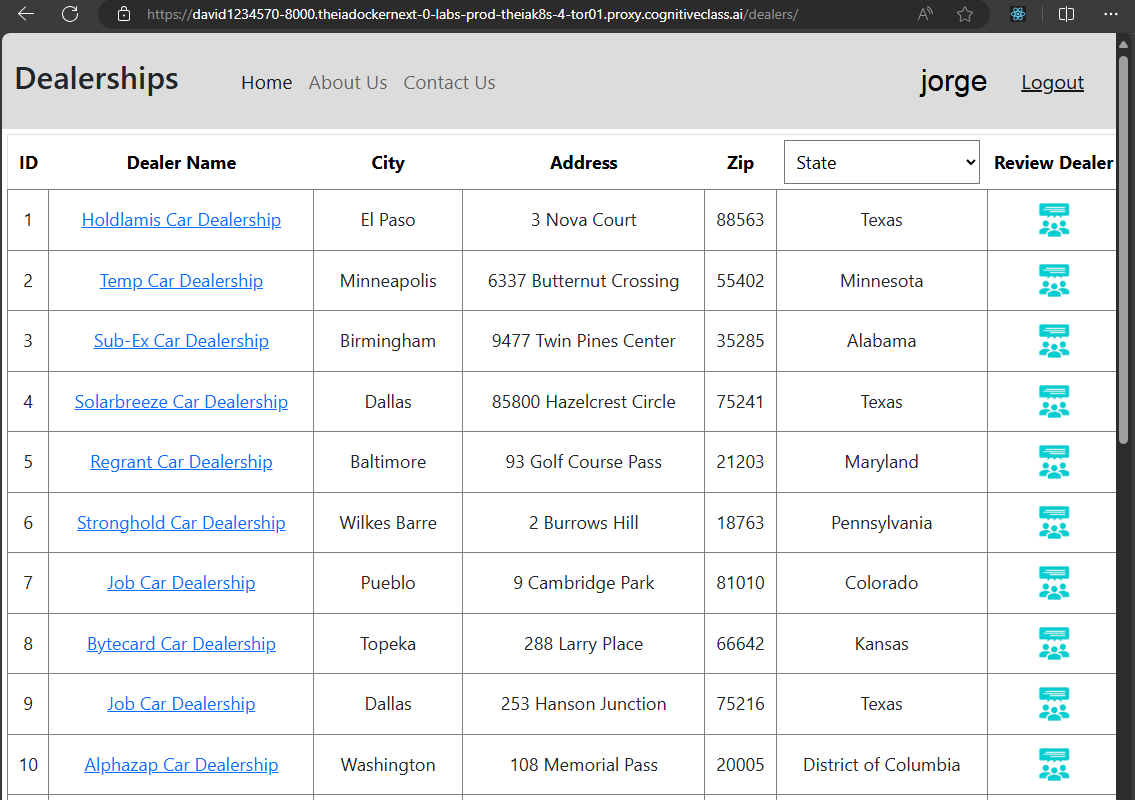 https://david1234570-8000.theiadockernext-0-labs-prod-theiak8s-4-tor01.proxy.cognitiveclass.ai/dealers/
Dealerships Home About Us Contact Us jorge Logout
ID Dealer Name City Address Zip State Review Dealer
1 Holdlamis Car Dealership El Paso 3 Nova Court 88563 Texas
2 Temp Car Dealership Minneapolis 6337 Butternut Crossing 55402 Minnesota
3 Sub-Ex Car Dealership Birmingham 9477 Twin Pines Center 35285 Alabama
4 Solarbreeze Car Dealership Dallas 85800 Hazelcrest Circle 75241 Texas
5 Regrant Car Dealership Baltimore 93 Golf Course Pass 21203 Maryland
6 Stronghold Car Dealership Wilkes Barre 2 Burrows Hill 18763 Pennsylvania
7 Job Car Dealership Pueblo 9 Cambridge Park 81010 Colorado
8 Bytecard Car Dealership Topeka 288 Larry Place 66642 Kansas
9 Job Car Dealership Dallas 253 Hanson Junction 75216 Texas
10 Alphazap Car Dealership Washington 108 Memorial Pass 20005 District of Columbia